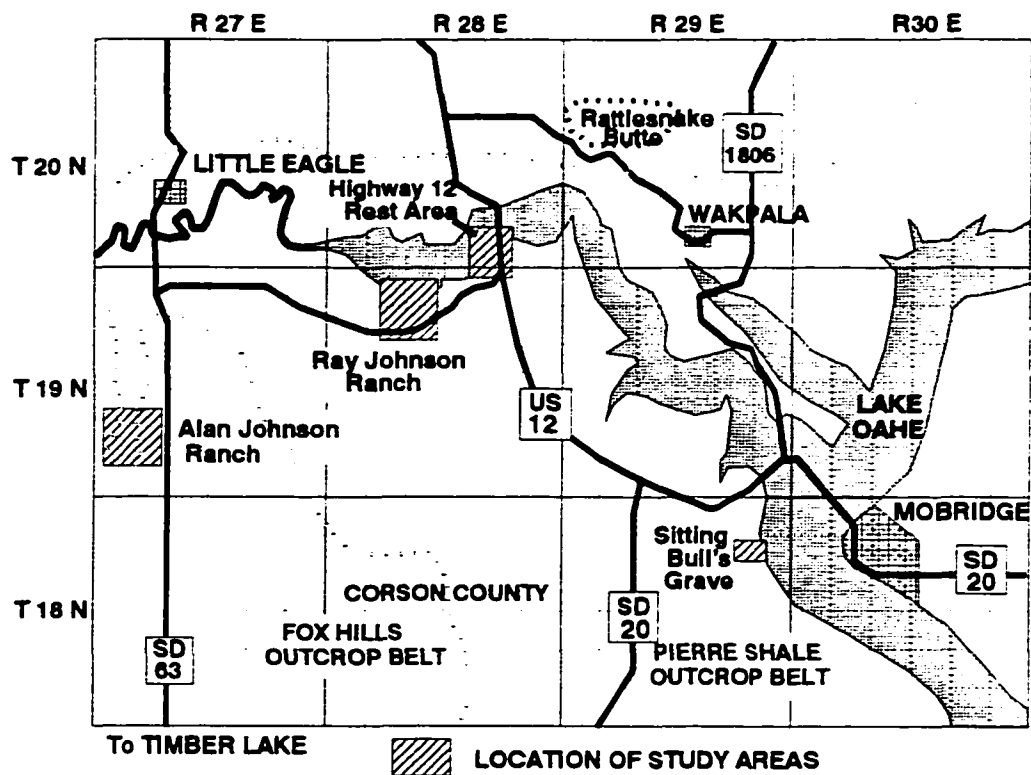 R 27 E
R 28 E
R 29 E
R30 E
T 20 N
T 19 N
T 18 N
Rattlesnake
Butte
SD
1806
LITTLE EAGLE
Highway 12
Rest Area
WAKPALA
Ray Johnson
Ranch
US
12
LAKE
OAHE
Alan Johnson
Ranch
MOBRIDGE
Sitting
Bull's
Grave
SD
20
CORSON COUNTY
SD
20
FOX HILLS
OUTCROP BELT
SD
63
PIERRE SHALE
OUTCROP BELT
To TIMBER LAKE
LOCATION OF STUDY AREAS